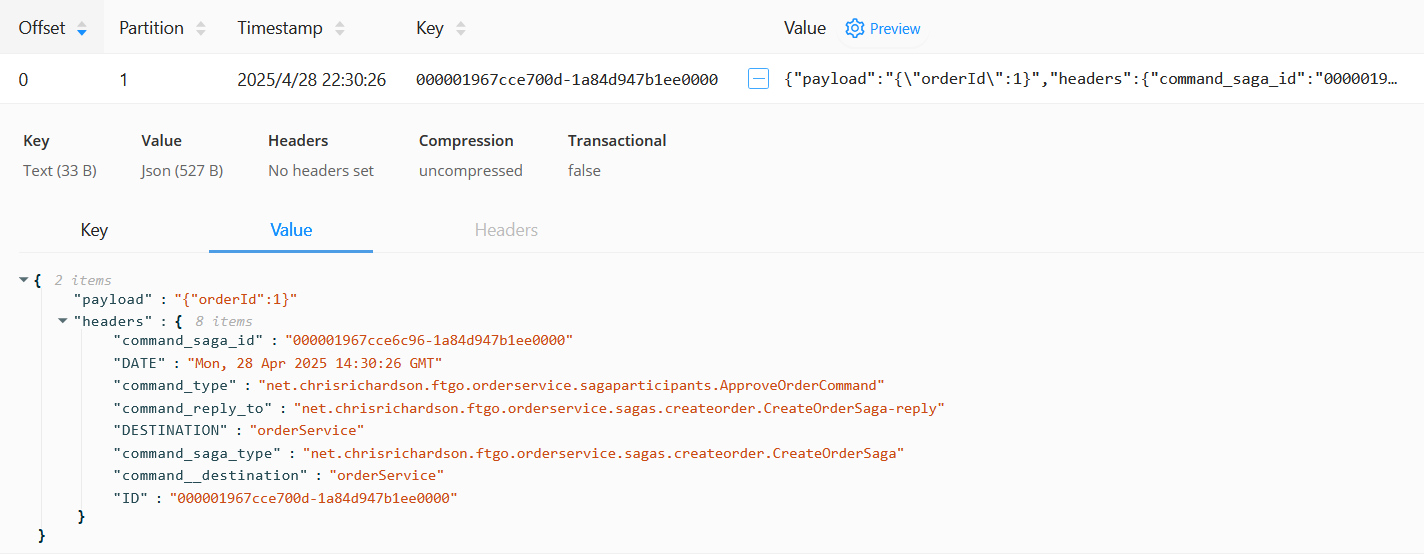 Offset Partition Timestamp Key Value Preview
0 1 2025/4/28 22:30:26 000001967cce700d-1a84d947b1ee0000 {"payload":"{\"orderId\":1}","headers":{"command_saga_id":"0000019…
Key Value Headers Compression Transactional
Text (33 B) Json (527 B) No headers set uncompressed false
Key Value Headers
{ 2 items
"payload" : "{"orderId":1}"
"headers" : { 8 items
"command_saga_id" : "000001967cce6c96-1a84d947b1ee0000"
"DATE" : "Mon, 28 Apr 2025 14:30:26 GMT"
"command_type" : "net.chrisrichardson.ftgo.orderservice.sagaparticipants.ApproveOrderCommand"
"command_reply_to" : "net.chrisrichardson.ftgo.orderservice.sagas.createorder.CreateOrderSaga-reply"
"DESTINATION" : "orderService"
"command_saga_type" : "net.chrisrichardson.ftgo.orderservice.sagas.createorder.CreateOrderSaga"
"command__destination" : "orderService"
"ID" : "000001967cce700d-1a84d947b1ee0000"
}
}